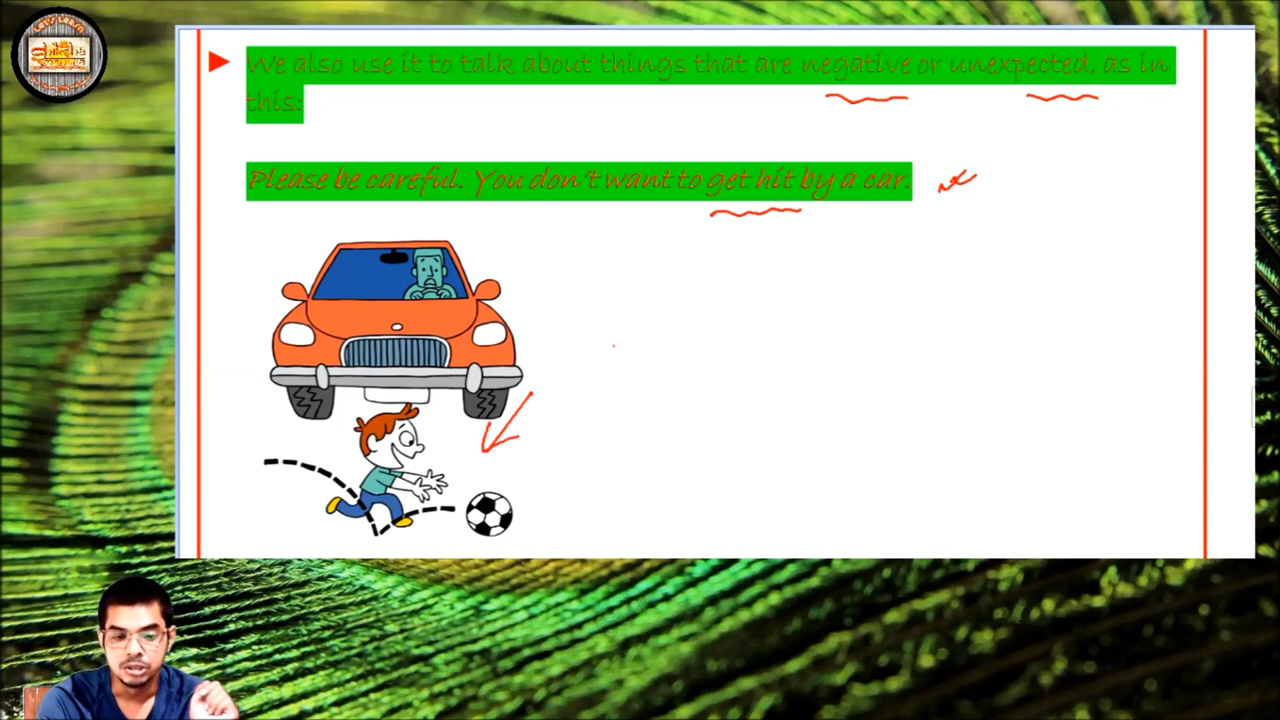 We also use it to talk about things that are negative or unexpected, as in
this:
Please be careful. You don't want to get hit by a car.